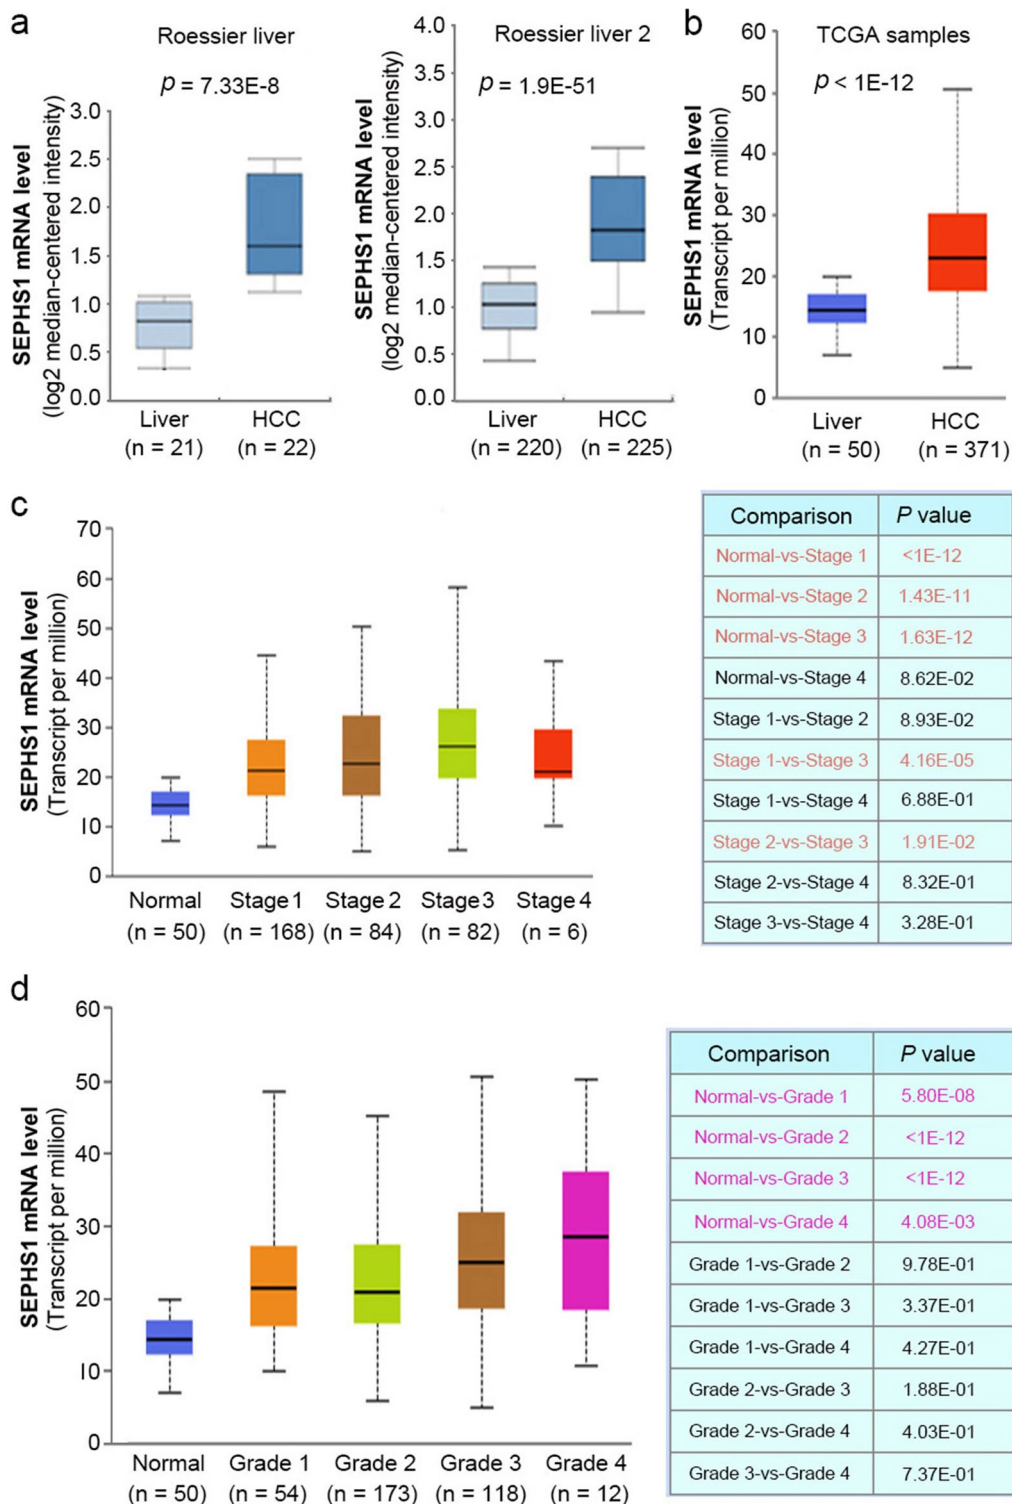 a
Roessier liver
p = 7.33E-8
SEPHS1 mRNA level
(log2 median-centered intensity)
3.0
2.5
2.0
1.5
1.0
0.5
0.0
Liver
(n = 21)
HCC
(n = 22)
Roessier liver 2
p = 1.9E-51
SEPHS1 mRNA level
(log2 median-centered intensity)
4.0
3.5
3.0
2.5
2.0
1.5
1.0
0.5
0.0
Liver
(n = 220)
HCC
(n = 225)
b
TCGA samples
p < 1E-12
SEPHS1 mRNA level
(Transcript per million)
60
50
40
30
20
10
0
Liver
(n = 50)
HCC
(n = 371)
c
SEPHS1 mRNA level
(Transcript per million)
70
60
50
40
30
20
10
0
Normal
(n = 50)
Stage 1
(n = 168)
Stage 2
(n = 84)
Stage 3
(n = 82)
Stage 4
(n = 6)
Comparison P value
Normal-vs-Stage 1 <1E-12
Normal-vs-Stage 2 1.43E-11
Normal-vs-Stage 3 1.63E-12
Normal-vs-Stage 4 8.62E-02
Stage 1-vs-Stage 2 8.93E-02
Stage 1-vs-Stage 3 4.16E-05
Stage 1-vs-Stage 4 6.88E-01
Stage 2-vs-Stage 3 1.91E-02
Stage 2-vs-Stage 4 8.32E-01
Stage 3-vs-Stage 4 3.28E-01
d
SEPHS1 mRNA level
(Transcript per million)
60
50
40
30
20
10
0
Normal
(n = 50)
Grade 1
(n = 54)
Grade 2
(n = 173)
Grade 3
(n = 118)
Grade 4
(n = 12)
Comparison P value
Normal-vs-Grade 1 5.80E-08
Normal-vs-Grade 2 <1E-12
Normal-vs-Grade 3 <1E-12
Normal-vs-Grade 4 4.08E-03
Grade 1-vs-Grade 2 9.78E-01
Grade 1-vs-Grade 3 3.37E-01
Grade 1-vs-Grade 4 4.27E-01
Grade 2-vs-Grade 3 1.88E-01
Grade 2-vs-Grade 4 4.03E-01
Grade 3-vs-Grade 4 7.37E-01